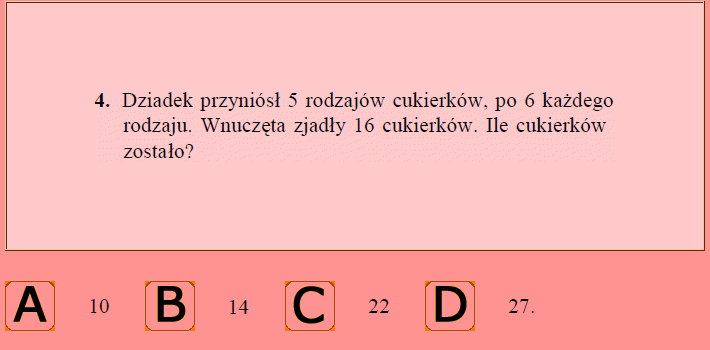 4. Dziadek przyniósł 5 rodzajów cukierków, po 6 każdego
rodzaju. Wnuczęta zjadły 16 cukierków. Ile cukierków
zostało?
A 10 B 14 C 22 D 27.